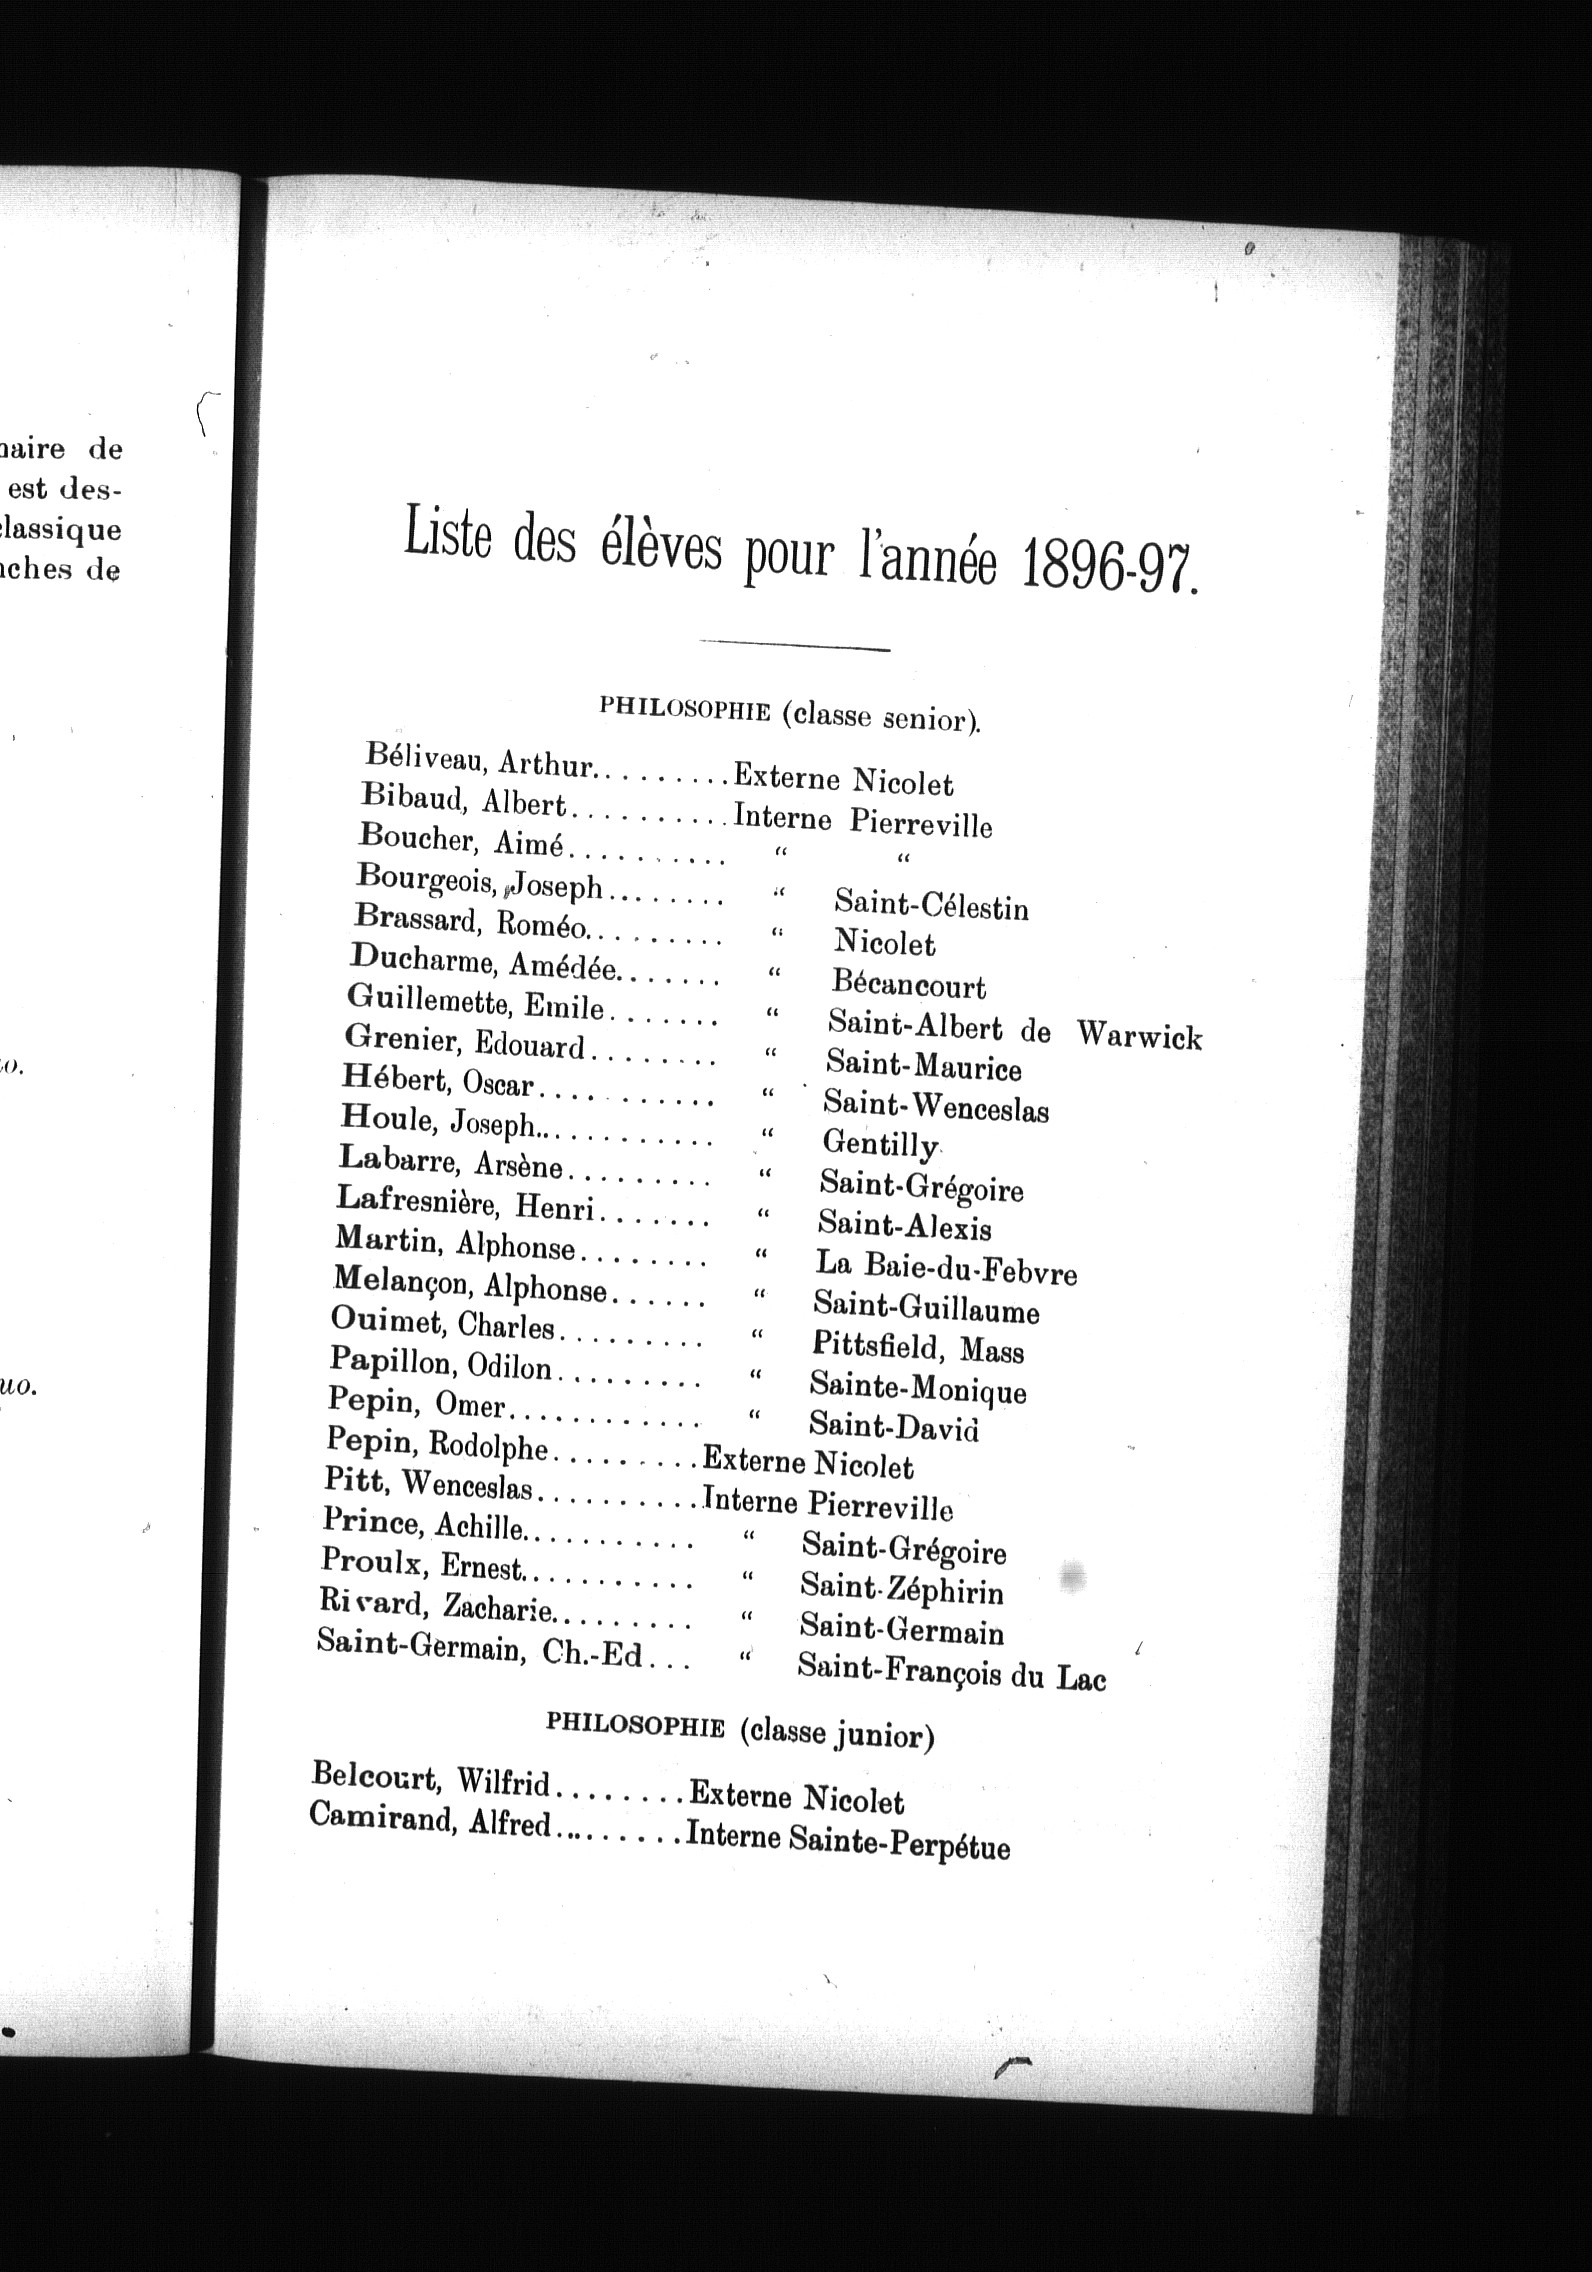 de
est des-
classique
de
Liste des élèves pour l'année 1896-97.
PHILOSOPHIE (classe senior).
Béliveau, Arthur.........Externe Nicolet
Bibaud, Albert..........Interne Pierreville
Boucher, Aimé.......... “ “
Bourgeois, Joseph........ “ Saint-Célestin
Brassard, Roméo......... “ Nicolet
Ducharme, Amédée....... “ Bécancourt
Guillemette, Emile....... “ Saint-Albert de Warwick
Grenier, Edouard........ “ Saint-Maurice
Hébert, Oscar........... “ Saint-Wenceslas
Houle, Joseph............ “ Gentilly
Labarre, Arsène......... “ Saint-Grégoire
Lafresnière, Henri....... “ Saint-Alexis
Martin, Alphonse........ “ La Baie-du-Febvre
Melançon, Alphonse...... “ Saint-Guillaume
Ouimet, Charles......... “ Pittsfield, Mass
Papillon, Odilon......... “ Sainte-Monique
Pepin, Omer............ “ Saint-David
Pepin, Rodolphe.........Externe Nicolet
Pitt, Wenceslas..........Interne Pierreville
Prince, Achille........... “ Saint-Grégoire
Proulx, Ernest........... “ Saint-Zéphirin
Rivard, Zacharie......... “ Saint-Germain
Saint-Germain, Ch.-Ed... “ Saint-François du Lac
PHILOSOPHIE (classe junior)
Belcourt, Wilfrid........Externe Nicolet
Camirand, Alfred.........Interne Sainte-Perpétue